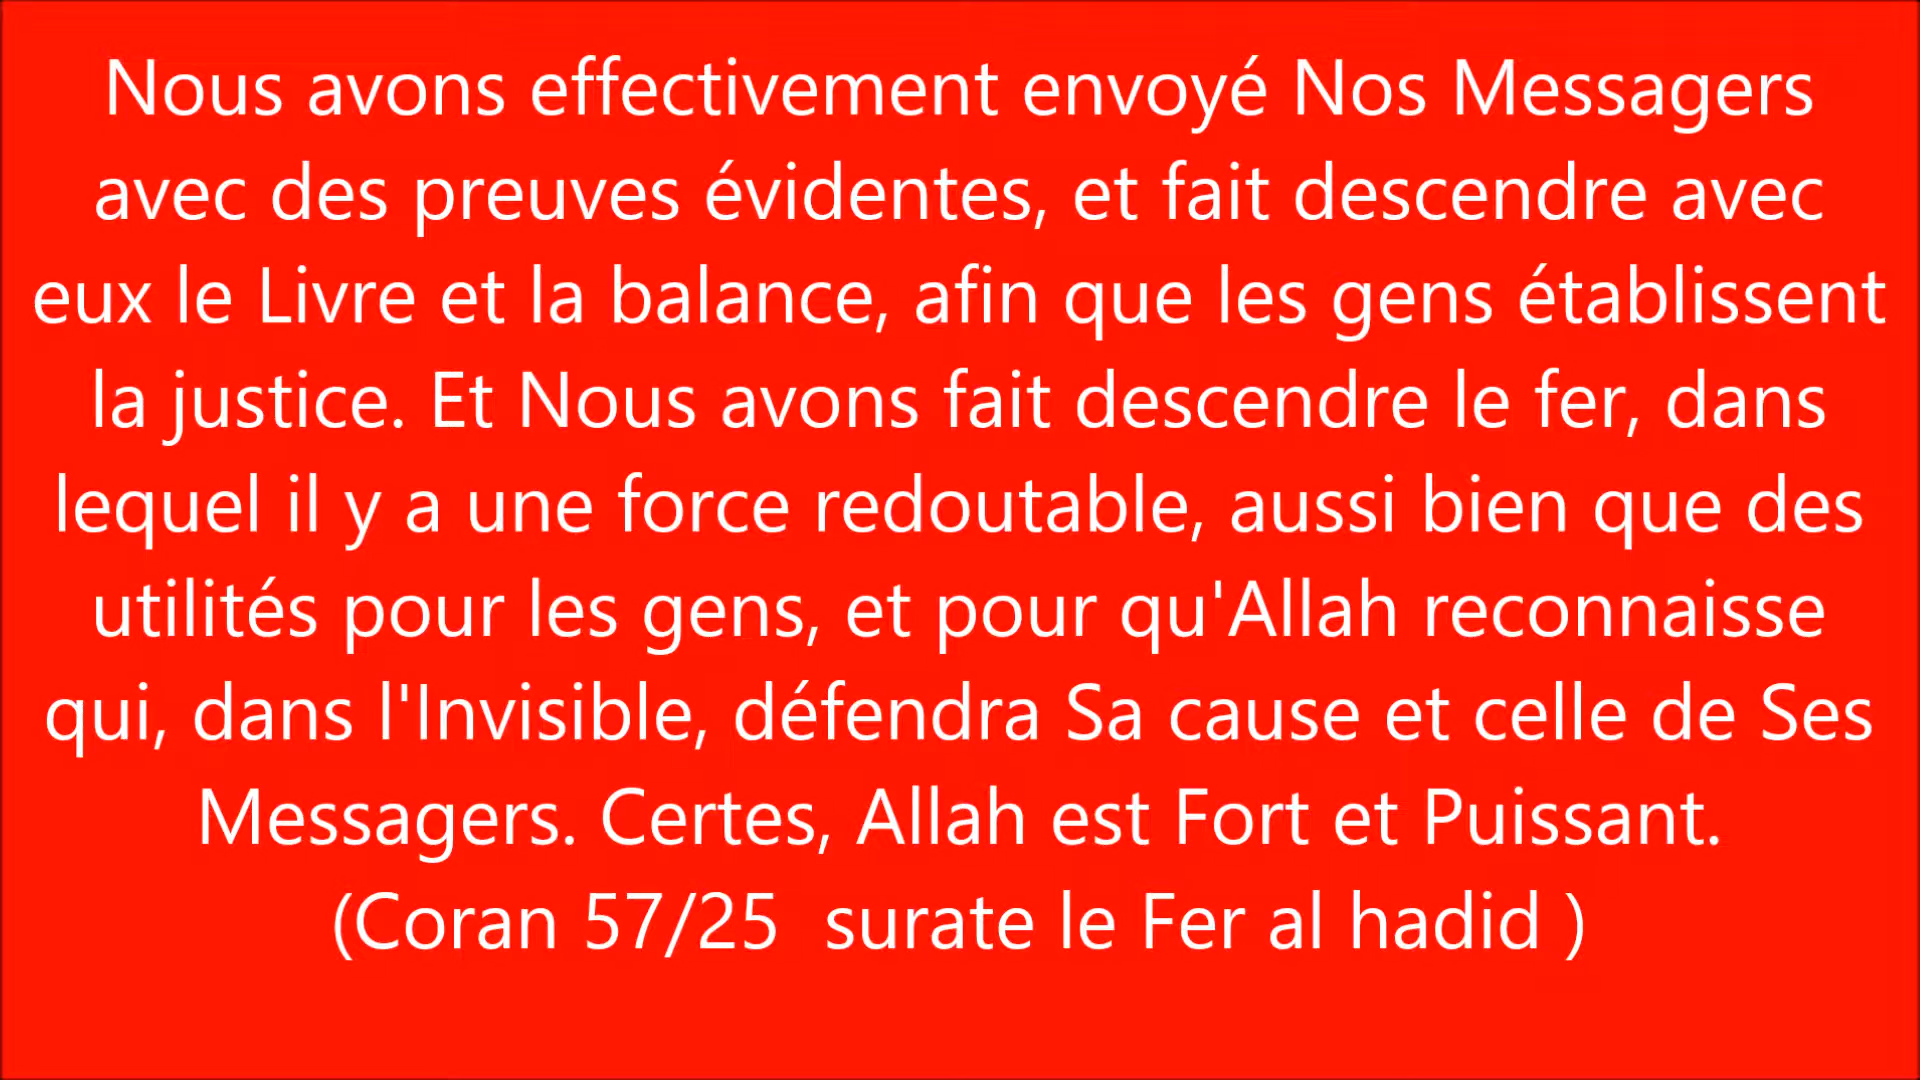 Nous avons effectivement envoyé Nos Messagers
avec des preuves évidentes, et fait descendre avec
eux le Livre et la balance, afin que les gens établissent
la justice. Et Nous avons fait descendre le fer, dans
lequel il y a une force redoutable, aussi bien que des
utilités pour les gens, et pour qu'Allah reconnaisse
qui, dans l'Invisible, défendra Sa cause et celle de Ses
Messagers. Certes, Allah est Fort et Puissant.
(Coran 57/25  surate le Fer al hadid )